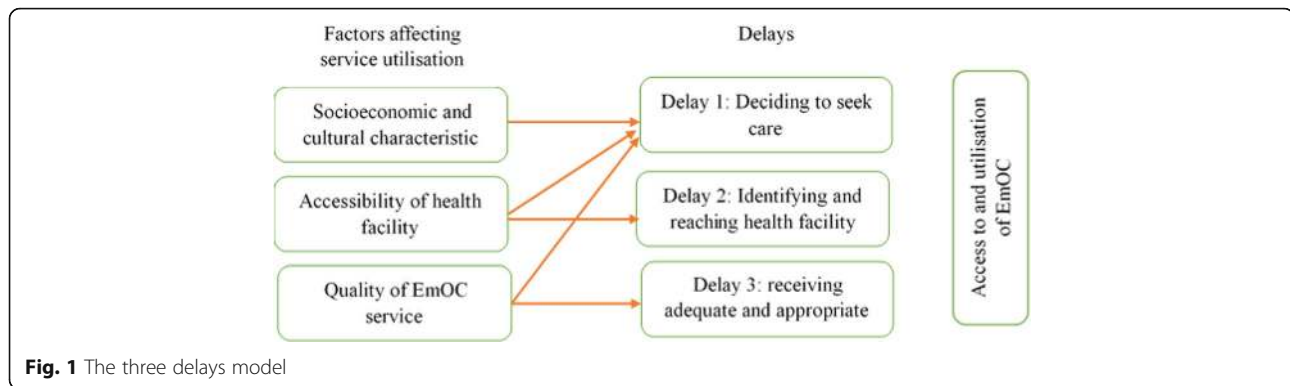 Factors affecting
service utilisation
Delays
Socioeconomic and
cultural characteristic
Accessibility of health
facility
Quality of EmOC
service
Delay 1: Deciding to seek
care
Delay 2: Identifying and
reaching health facility
Delay 3: receiving
adequate and appropriate
Access to and utilisation
of EmOC
Fig. 1 The three delays model